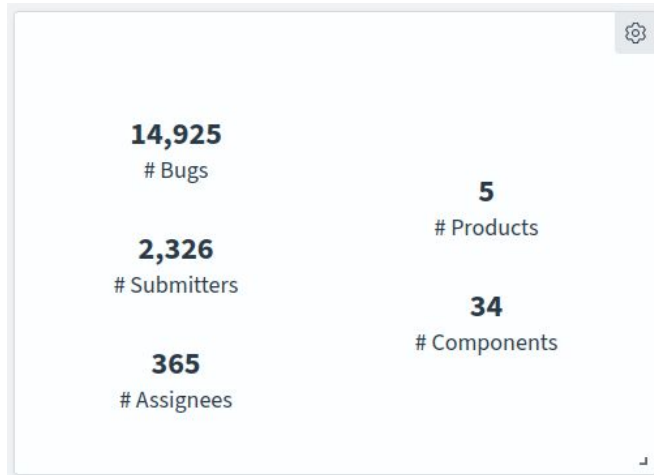 14,925
# Bugs
2,326
# Submitters
365
# Assignees
5
# Products
34
# Components